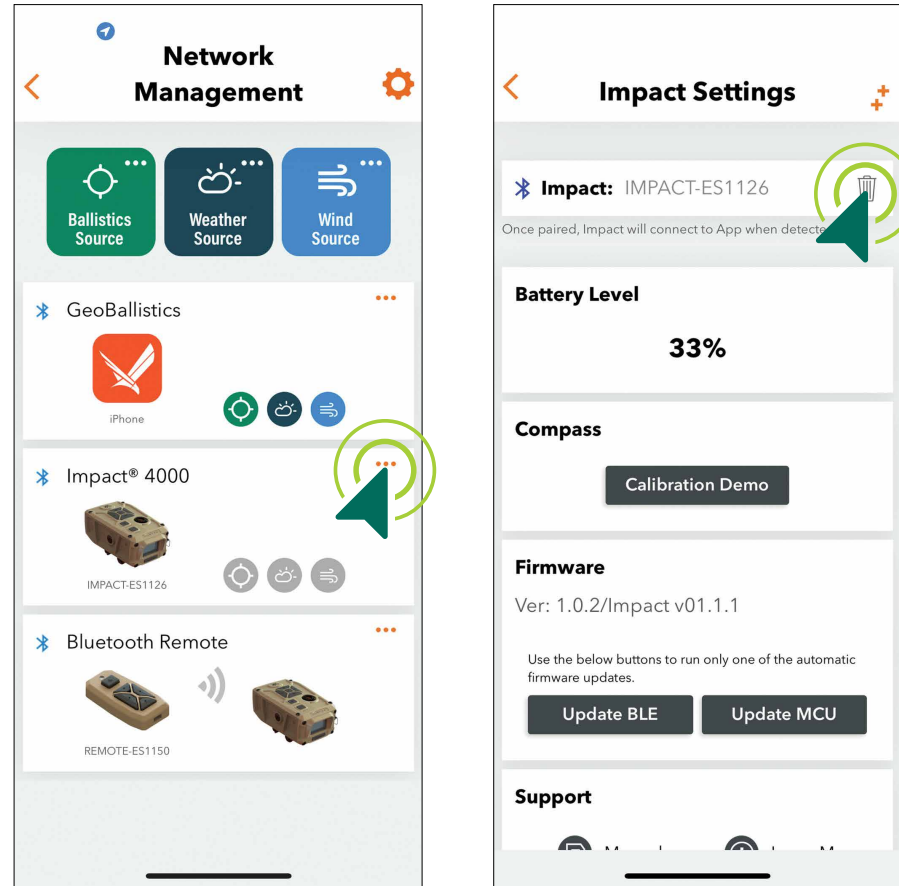 Network
Management
Ballistics
Source
Weather
Source
Wind
Source
GeoBallistics
iPhone
Impact® 4000
IMPACT-ES1126
Bluetooth Remote
REMOTE-ES1150
Impact Settings
Impact: IMPACT-ES1126
Once paired, Impact will connect to App when
Battery Level
33%
Compass
Calibration Demo
Firmware
Ver: 1.0.2/Impact v01.1.1
Use the below buttons to run only one of the automatic
firmware updates.
Update BLE
Update MCU
Support